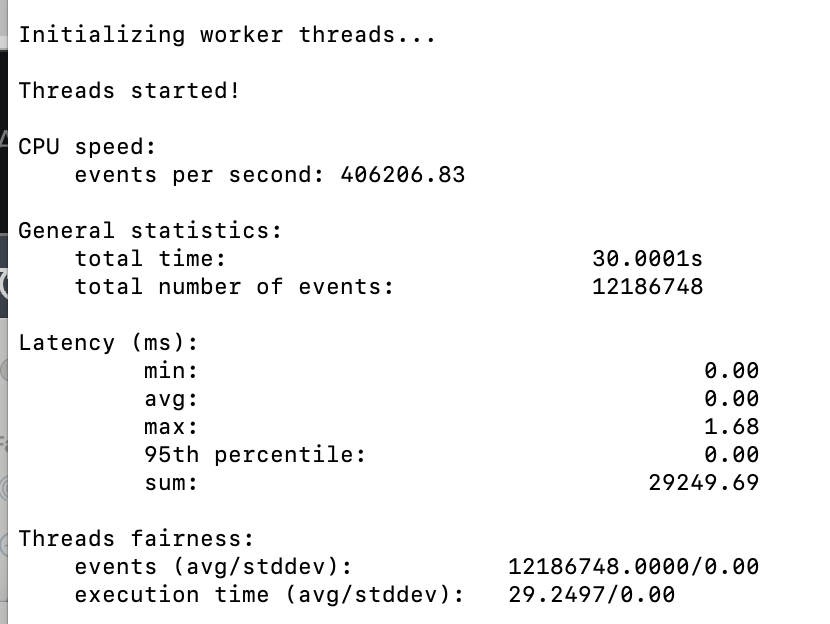 Initializing worker threads...
Threads started!
CPU speed:
events per second: 406206.83
General statistics:
total time: 30.0001s
total number of events: 12186748
Latency (ms):
min: 0.00
avg: 0.00
max: 1.68
95th percentile: 0.00
sum: 29249.69
Threads fairness:
events (avg/stddev): 12186748.0000/0.00
execution time (avg/stddev): 29.2497/0.00